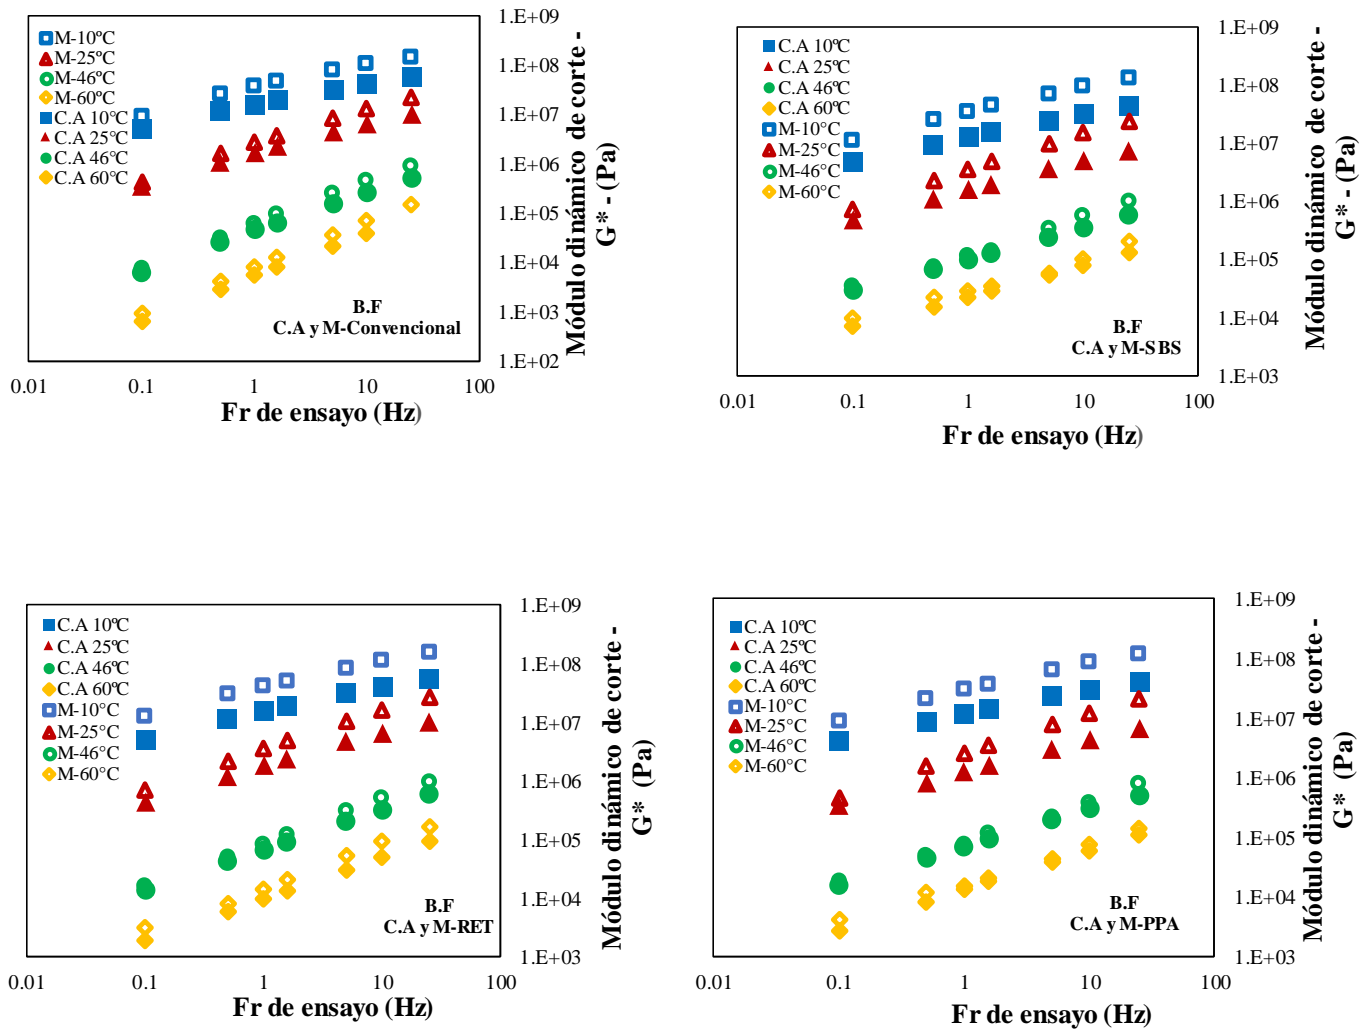 M-10ºC
M-25ºC
M-46ºC
M-60ºC
C.A 10°C
C.A 25°C
C.A 46°C
C.A 60°C
B.F
C.A y M-Convencional
1.E+09
1.E+08
1.E+07
1.E+06
1.E+05
1.E+04
1.E+03
1.E+02
0.01 0.1 1 10 100
Fr de ensayo (Hz)
Módulo dinámico de corte -
G* - (Pa)
C.A 10ºC
C.A 25ºC
C.A 46ºC
C.A 60ºC
M-10°C
M-25°C
M-46°C
M-60°C
B.F
C.A y M-SBS
1.E+09
1.E+08
1.E+07
1.E+06
1.E+05
1.E+04
1.E+03
0.01 0.1 1 10 100
Fr de ensayo (Hz)
Módulo dinámico de corte -
G* - (Pa)
C.A 10ºC
C.A 25ºC
C.A 46ºC
C.A 60ºC
M-10°C
M-25°C
M-46°C
M-60°C
B.F
C.A y M-RET
1.E+09
1.E+08
1.E+07
1.E+06
1.E+05
1.E+04
1.E+03
0.01 0.1 1 10 100
Fr de ensayo (Hz)
Módulo dinámico de corte -
G* (Pa)
C.A 10ºC
C.A 25ºC
C.A 46ºC
C.A 60ºC
M-10°C
M-25°C
M-46°C
M-60°C
B.F
C.A y M-PPA
1.E+09
1.E+08
1.E+07
1.E+06
1.E+05
1.E+04
1.E+03
0.01 0.1 1 10 100
Fr de ensayo (Hz)
Módulo dinámico de corte -
G* (Pa)